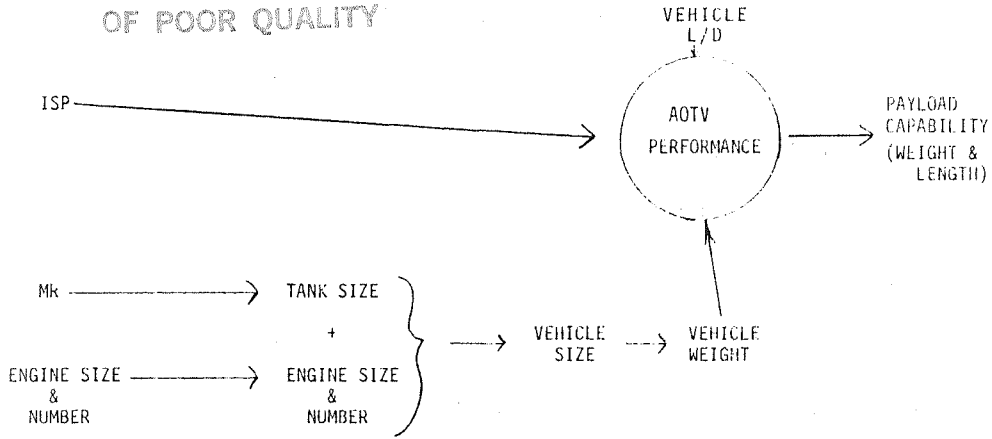 OF POOR QUALITY
VEHICLE
L/D
ISP
AOTV
PERFORMANCE
PAYLOAD
CAPABILITY
(WEIGHT &
LENGTH)
MR
TANK SIZE
+
ENGINE SIZE
&
NUMBER
ENGINE SIZE
&
NUMBER
VEHICLE
SIZE
VEHICLE
WEIGHT